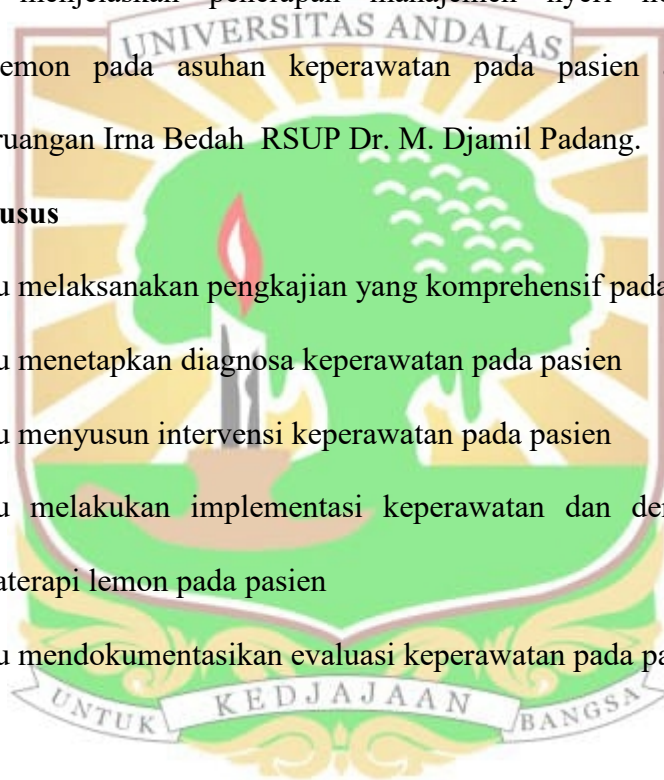 menjelaskan penerapan manajemen nyeri
UNIVERSITAS ANDALAS
lemon pada asuhan keperawatan pada pasien
ruangan Irna Bedah RSUP Dr. M. Djamil Padang.
usus
u melaksanakan pengkajian yang komprehensif pada
u menetapkan diagnosa keperawatan pada pasien
u menyusun intervensi keperawatan pada pasien
u melakukan implementasi keperawatan dan
aterapi lemon pada pasien
u mendokumentasikan evaluasi keperawatan pada pa
UNTUK KEDJAJAAN BANGSA